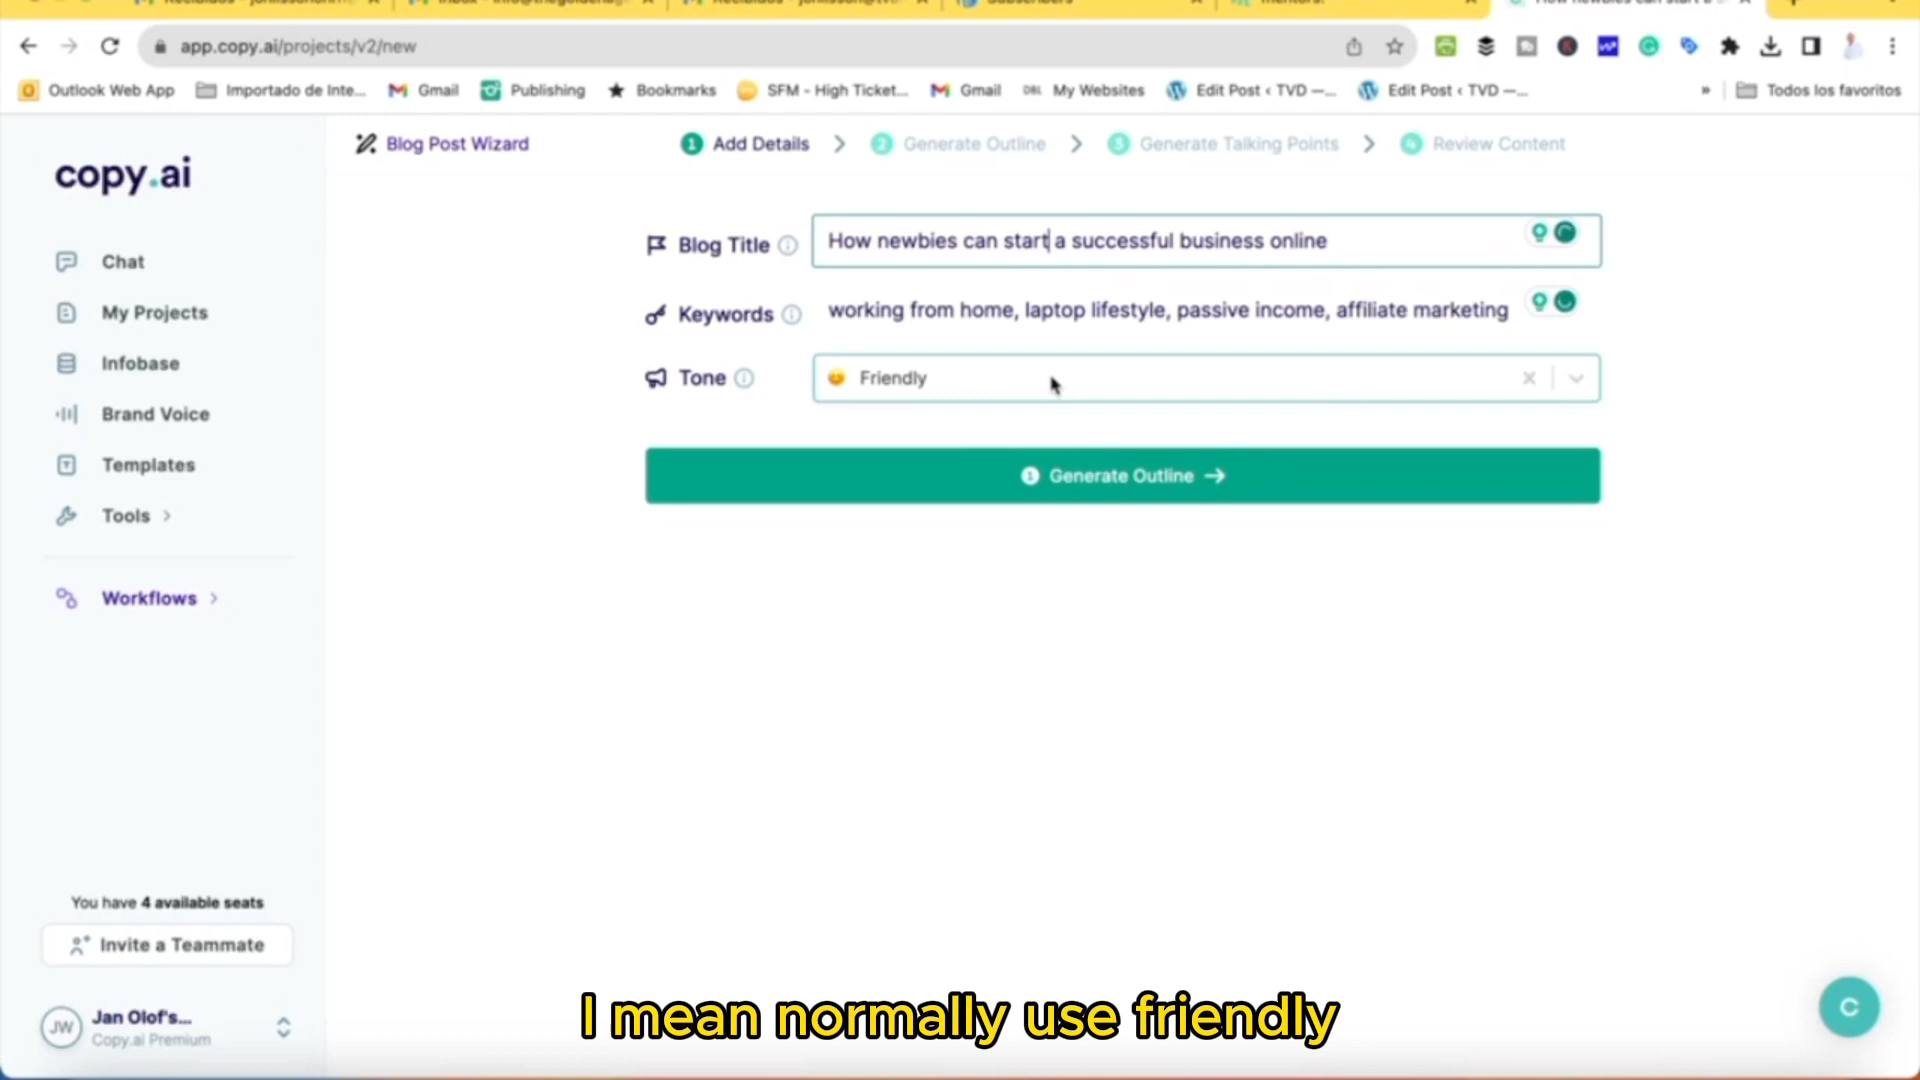 app.copy.ai/projects/v2/new
Outlook Web App
Importado de Inte...
Gmail
Publishing
Bookmarks
SFM - High Ticket...
Gmail
DBL My Websites
Edit Post ‹ TVD —...
Edit Post ‹ TVD —...
»
Todos los favoritos
copy.ai
Blog Post Wizard
1 Add Details
2 Generate Outline
3 Generate Talking Points
4 Review Content
Chat
My Projects
Infobase
Brand Voice
Templates
Tools
Workflows
Blog Title
How newbies can start a successful business online
Keywords
working from home, laptop lifestyle, passive income, affiliate marketing
Tone
Friendly
Generate Outline →
You have 4 available seats
Invite a Teammate
JW
Jan Olof's...
Copy.ai Premium
C
I mean normally use friendly